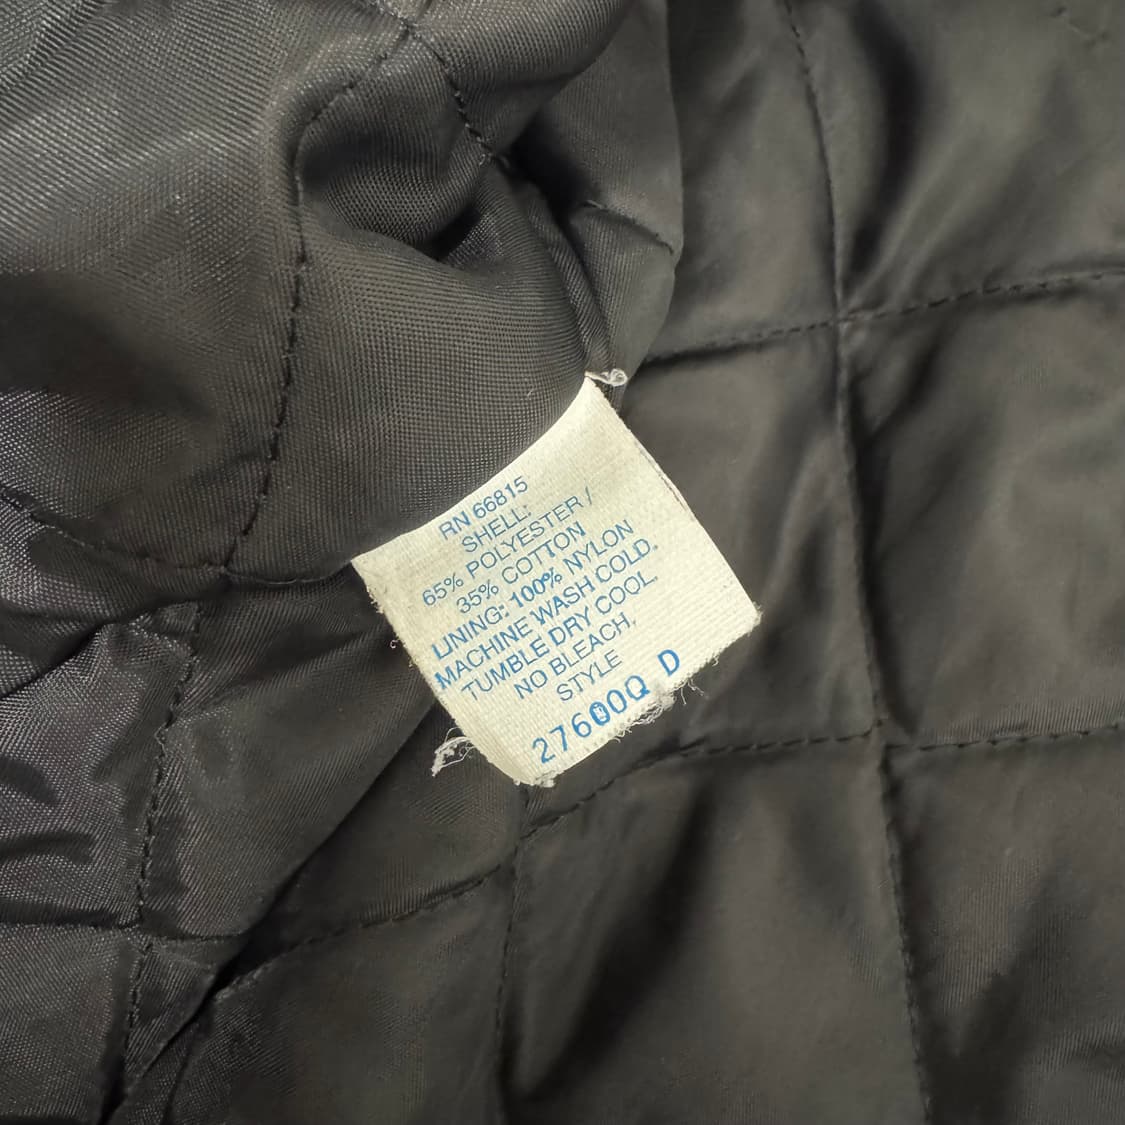 RN 66815
SHELL:
65% POLYESTER /
35% COTTON
LINING: 100% NYLON
MACHINE WASH COLD.
TUMBLE DRY COOL.
NO BLEACH.
STYLE
27600Q D